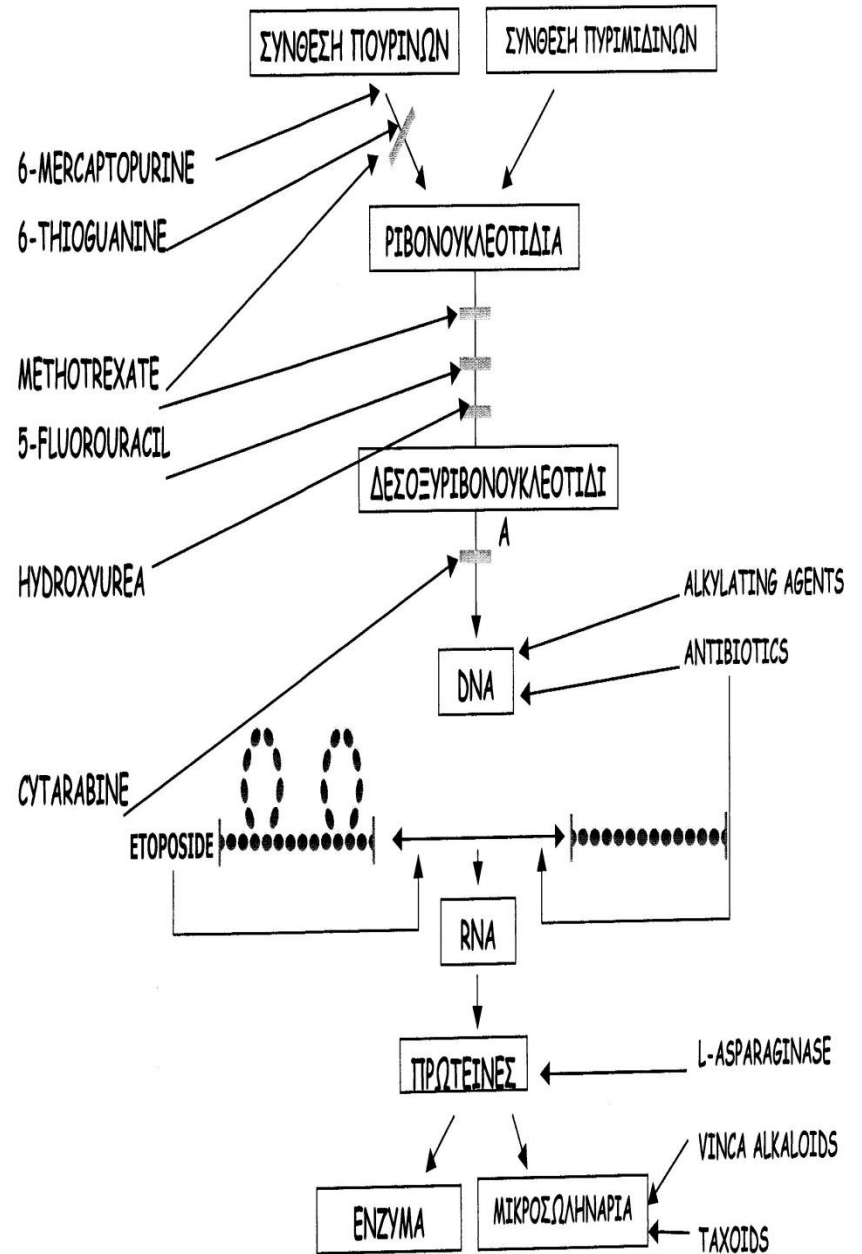 ΣΥΝΘΕΣΗ ΠΟΥΡΙΝΩΝ
ΣΥΝΘΕΣΗ ΠΥΡΙΜΙΔΙΝΩΝ
6-MERCAPTOPURINE
6-THIOGUANINE
ΡΙΒΟΝΟΥΚΛΕΟΤΙΔΙΑ
METHOTREXATE
5-FLUOROURACIL
ΔΕΣΟΞΥΡΙΒΟΝΟΥΚΛΕΟΤΙΔΙ
Α
HYDROXYUREA
ALKYLATING AGENTS
ANTIBIOTICS
DNA
CYTARABINE
ETOPOSIDE
RNA
ΠΡΩΤΕΙΝΕΣ
L-ASPARAGINASE
VINCA ALKALOIDS
ΕΝΖΥΜΑ
ΜΙΚΡΟΣΩΛΗΝΑΡΙΑ
TAXOIDS